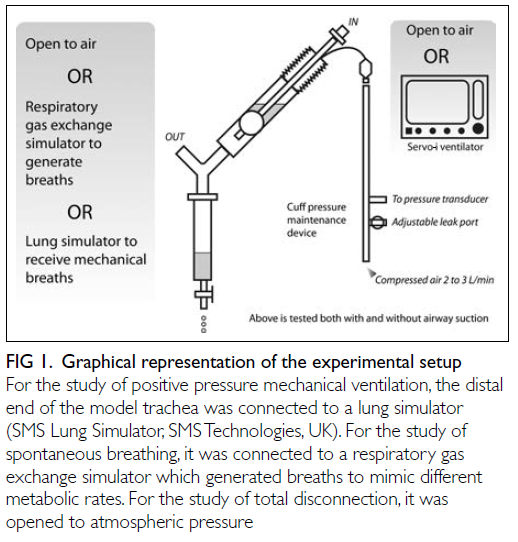 Open to air
OR
Respiratory
gas exchange
simulator to
generate
breaths
OR
Lung simulator to
receive mechanical
breaths
IN
OUT
Open to air
OR
Servo-i ventilator
Cuff pressure
maintenance
device
To pressure transducer
Adjustable leak port
Compressed air 2 to 3 L/min
Above is tested both with and without airway suction
FIG 1. Graphical representation of the experimental setup
For the study of positive pressure mechanical ventilation, the distal
end of the model trachea was connected to a lung simulator
(SMS Lung Simulator, SMS Technologies, UK). For the study of
spontaneous breathing, it was connected to a respiratory gas
exchange simulator which generated breaths to mimic different
metabolic rates. For the study of total disconnection, it was
opened to atmospheric pressure